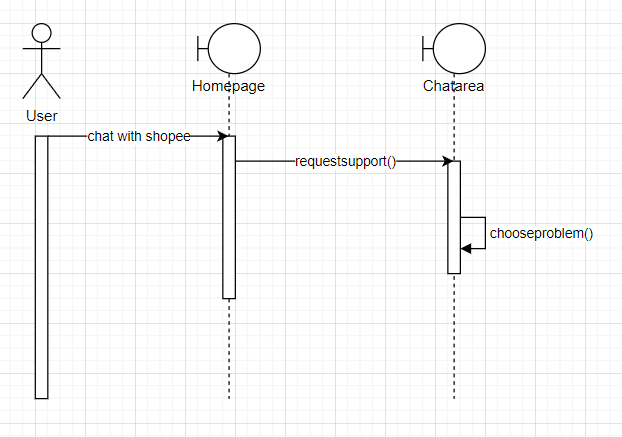 Homepage
Chatarea
User
chat with shopee
requestsupport()
chooseproblem()